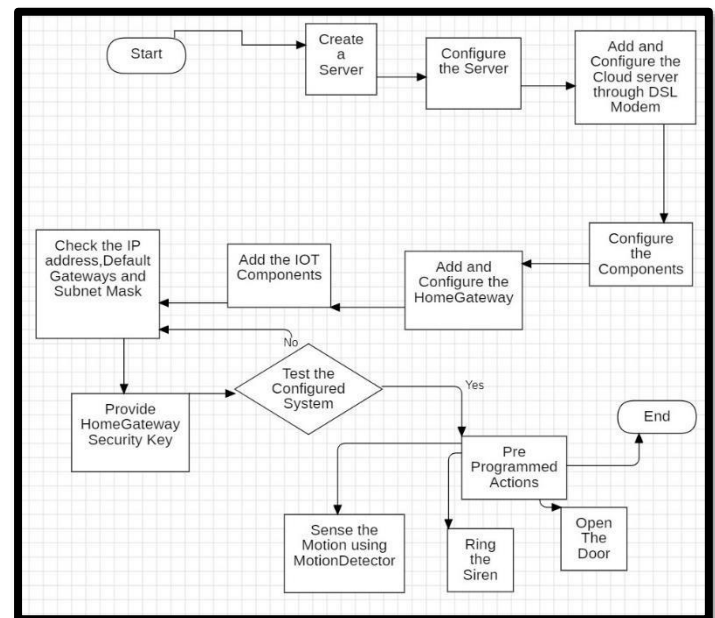 Start
Create
a
Server
Configure
the Server
Add and
Configure the
Cloud server
through DSL
Modem
Configure
the
Components
Add and
Configure the
HomeGateway
Add the IOT
Components
Check the IP
address,Default
Gateways and
Subnet Mask
Provide
HomeGateway
Security Key
Test the
Configured
System
No
Yes
Pre
Programmed
Actions
End
Sense the
Motion using
MotionDetector
Ring
the
Siren
Open
The
Door